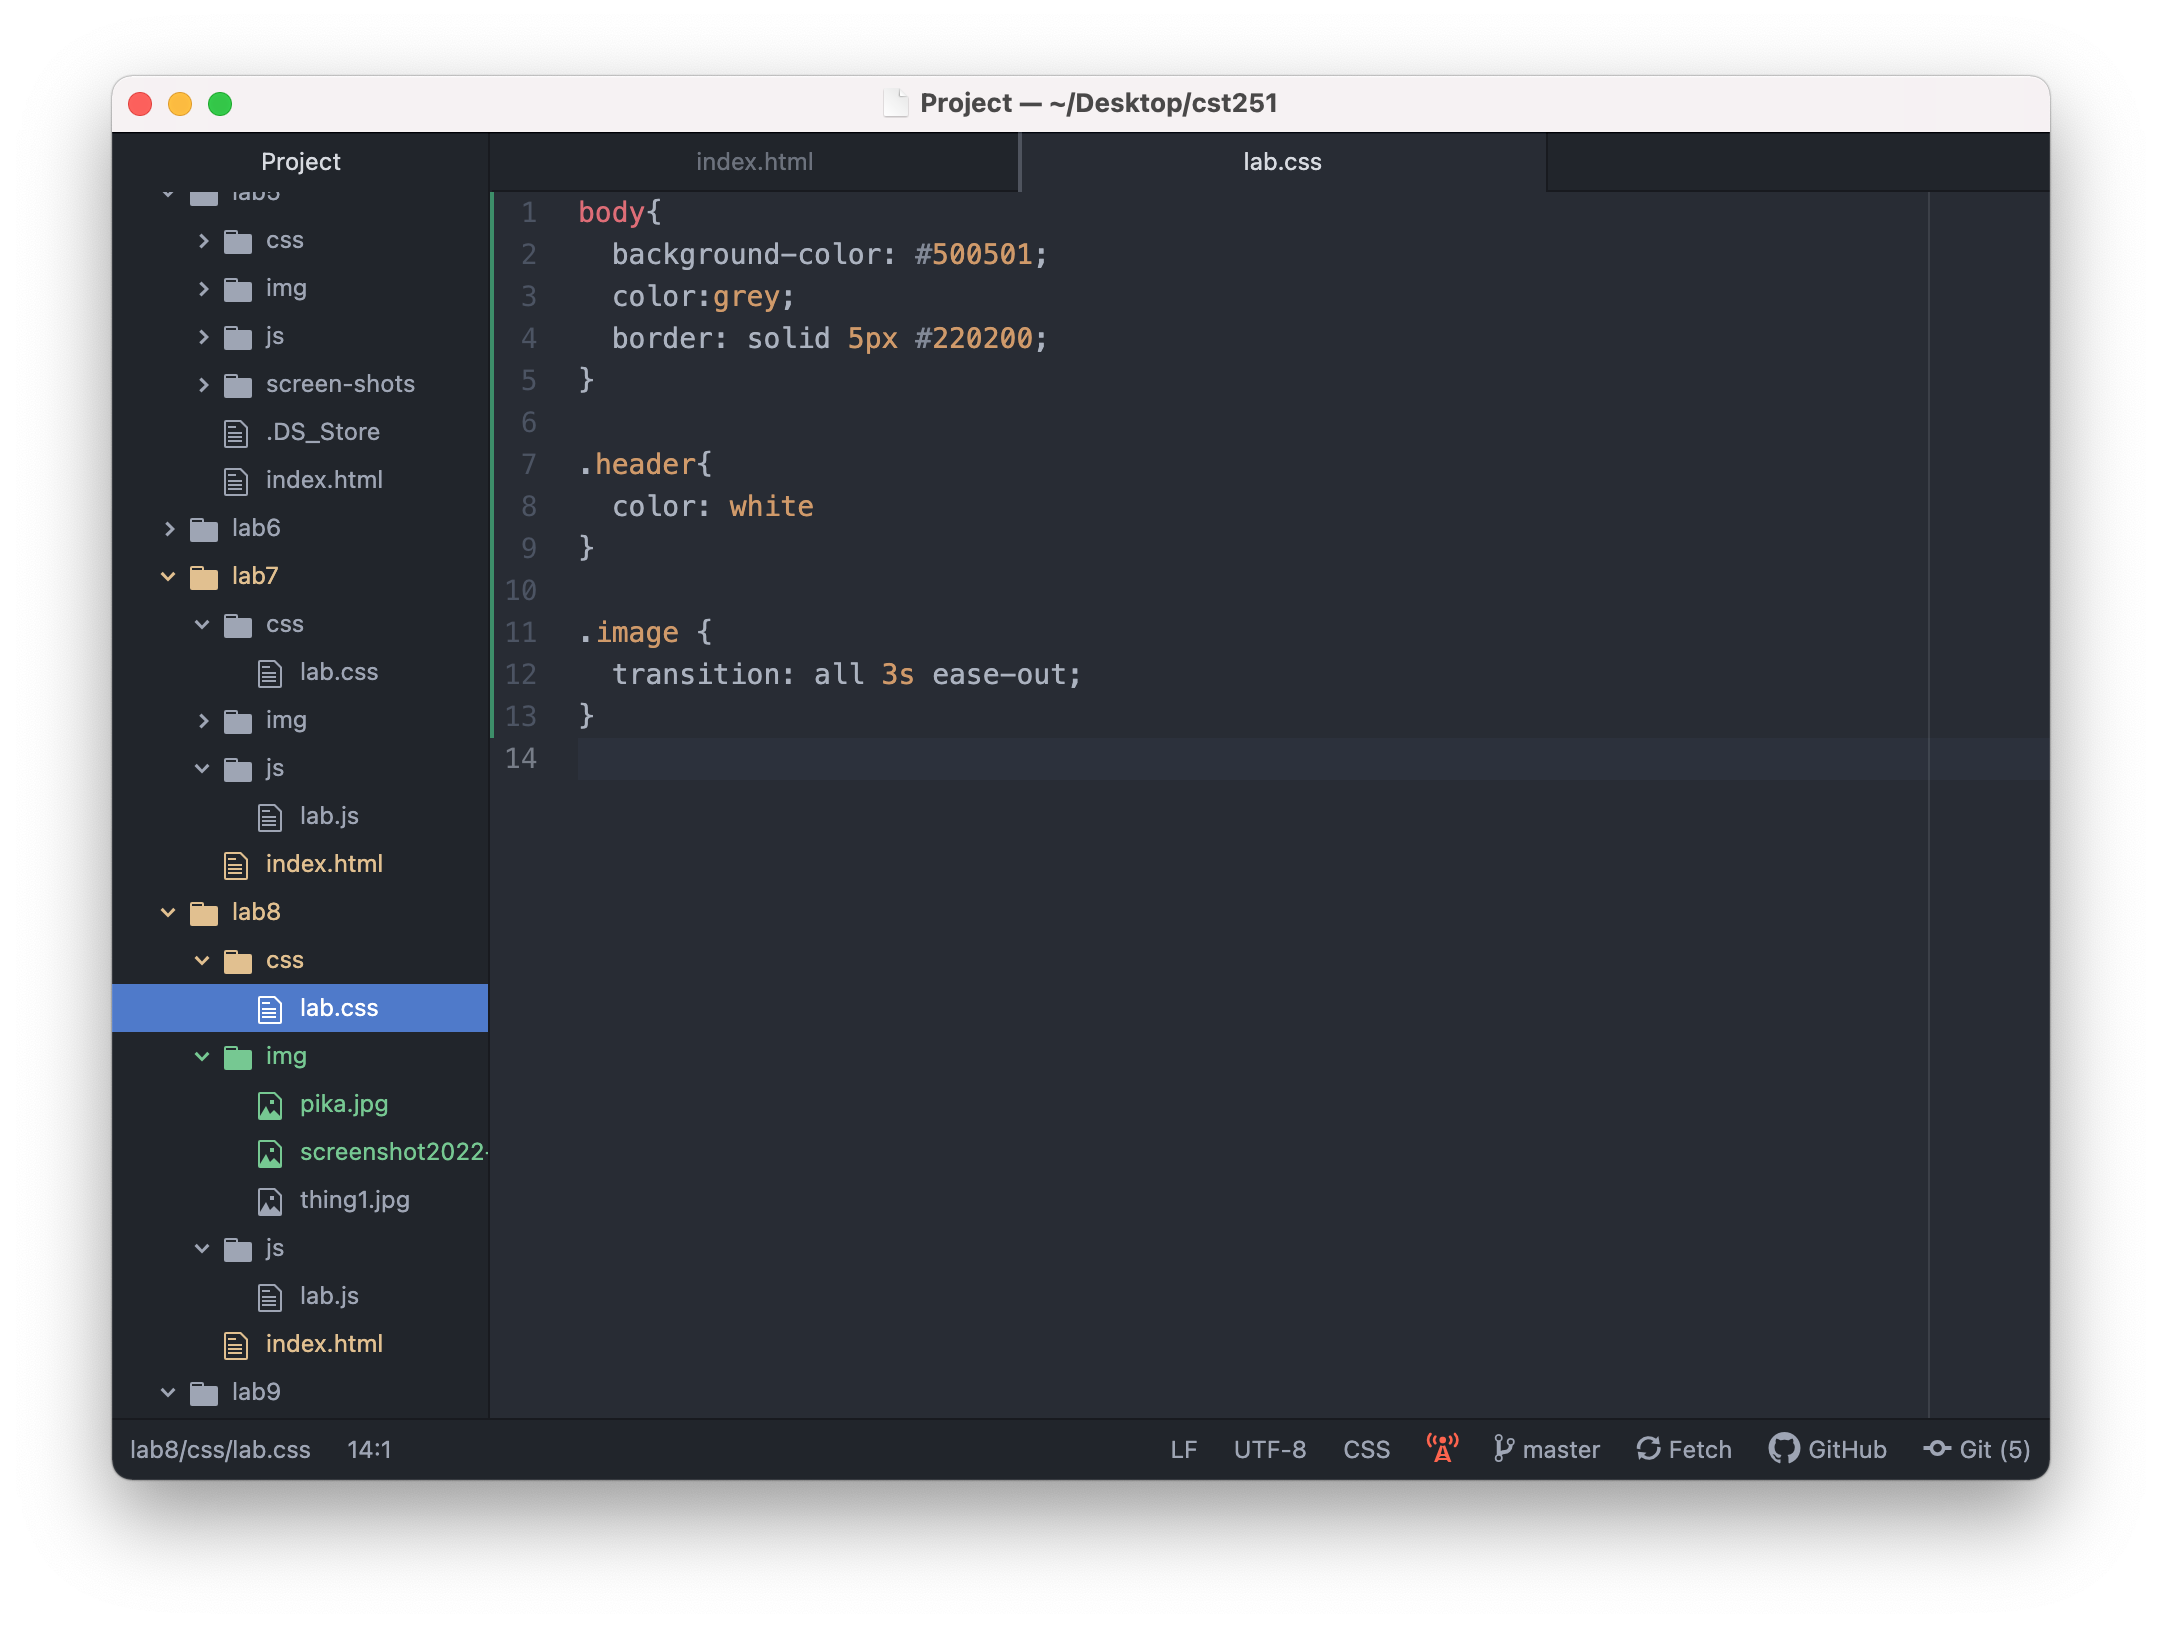 Project — ~/Desktop/cst251
Project
index.html
lab.css
lab5
css
img
js
screen-shots
.DS_Store
index.html
lab6
lab7
css
lab.css
img
js
lab.js
index.html
lab8
css
lab.css
img
pika.jpg
screenshot2022-
thing1.jpg
js
lab.js
index.html
lab9
1 body{
2   background-color: #500501;
3   color:grey;
4   border: solid 5px #220200;
5 }
6
7 .header{
8   color: white
9 }
10
11 .image {
12   transition: all 3s ease-out;
13 }
14
lab8/css/lab.css 14:1 LF UTF-8 CSS master Fetch GitHub Git (5)